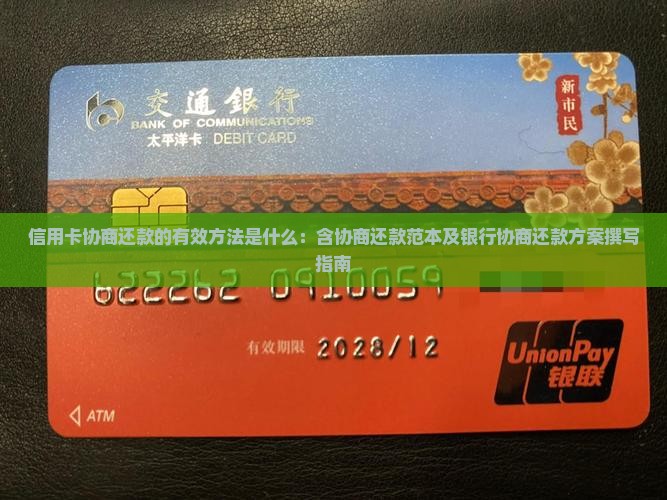 交通銀行
BANK OF COMMUNICATIONS
太平洋卡 DEBIT CARD
新市民
信用卡协商还款的有效方法是什么：含协商还款范本及银行协商还款方案撰写
指南
622262 0910059
有效期限 2028/12
UnionPay
银联
ATM